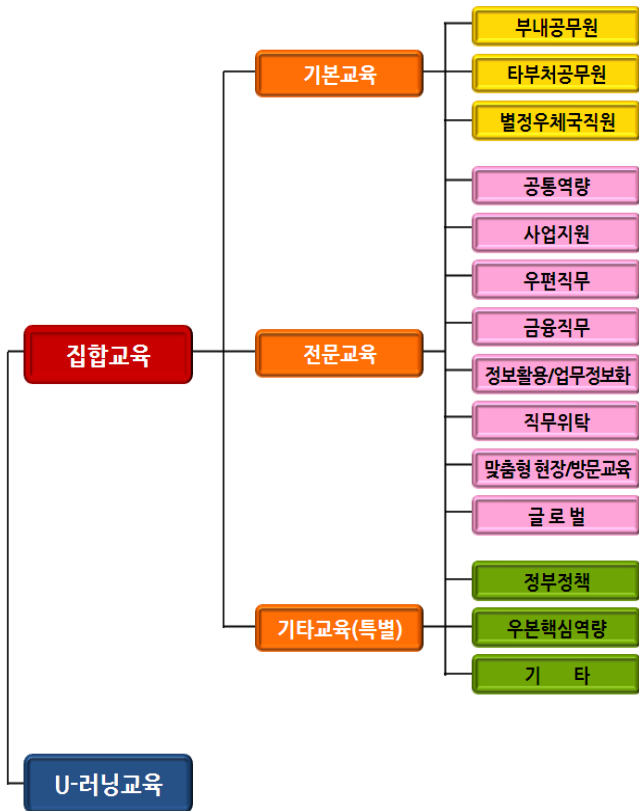 집합교육
기본교육
부내공무원
타부처공무원
별정우체국직원
전문교육
공통역량
사업지원
우편직무
금융직무
정보활용/업무정보화
직무위탁
맞춤형 현장/방문교육
글 로 벌
기타교육(특별)
정부정책
우본핵심역량
기 타
U-러닝교육